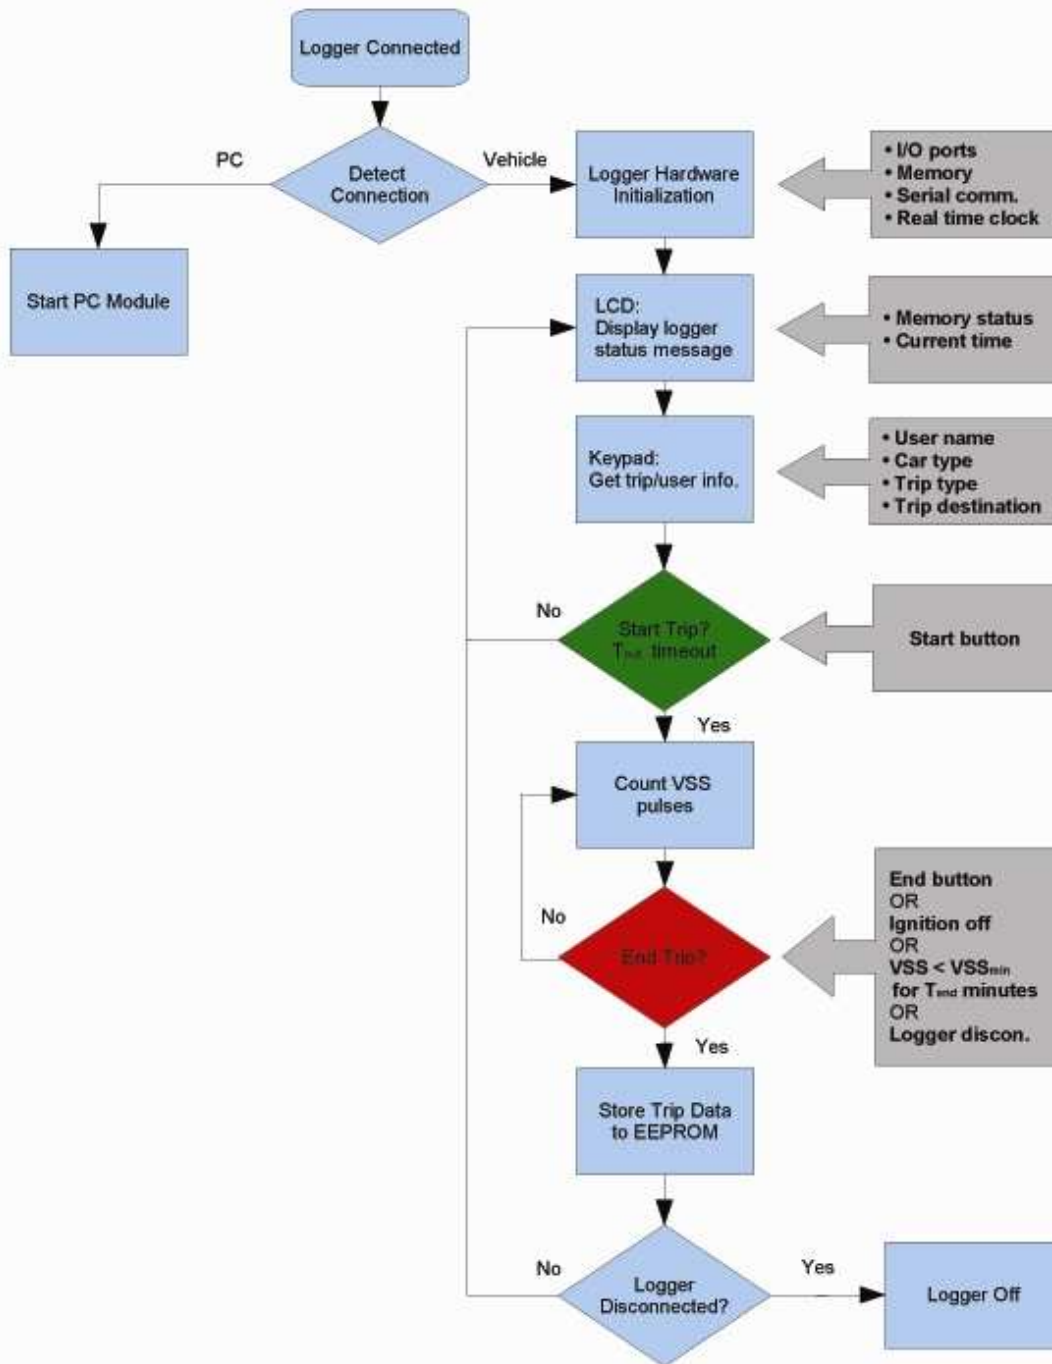 Logger Connected
PC
Detect
Connection
Vehicle
Logger Hardware
Initialization
• I/O ports
• Memory
• Serial comm.
• Real time clock
Start PC Module
LCD:
Display logger
status message
• Memory status
• Current time
Keypad:
Get trip/user info.
• User name
• Car type
• Trip type
• Trip destination
No
Start Trip?
timeout
Start button
Yes
Count VSS
pulses
No
End Trip?
End button
OR
Ignition off
OR
VSS < VSSmin
for Tend minutes
OR
Logger discon.
Yes
Store Trip Data
to EEPROM
No
Logger
Disconnected?
Yes
Logger Off